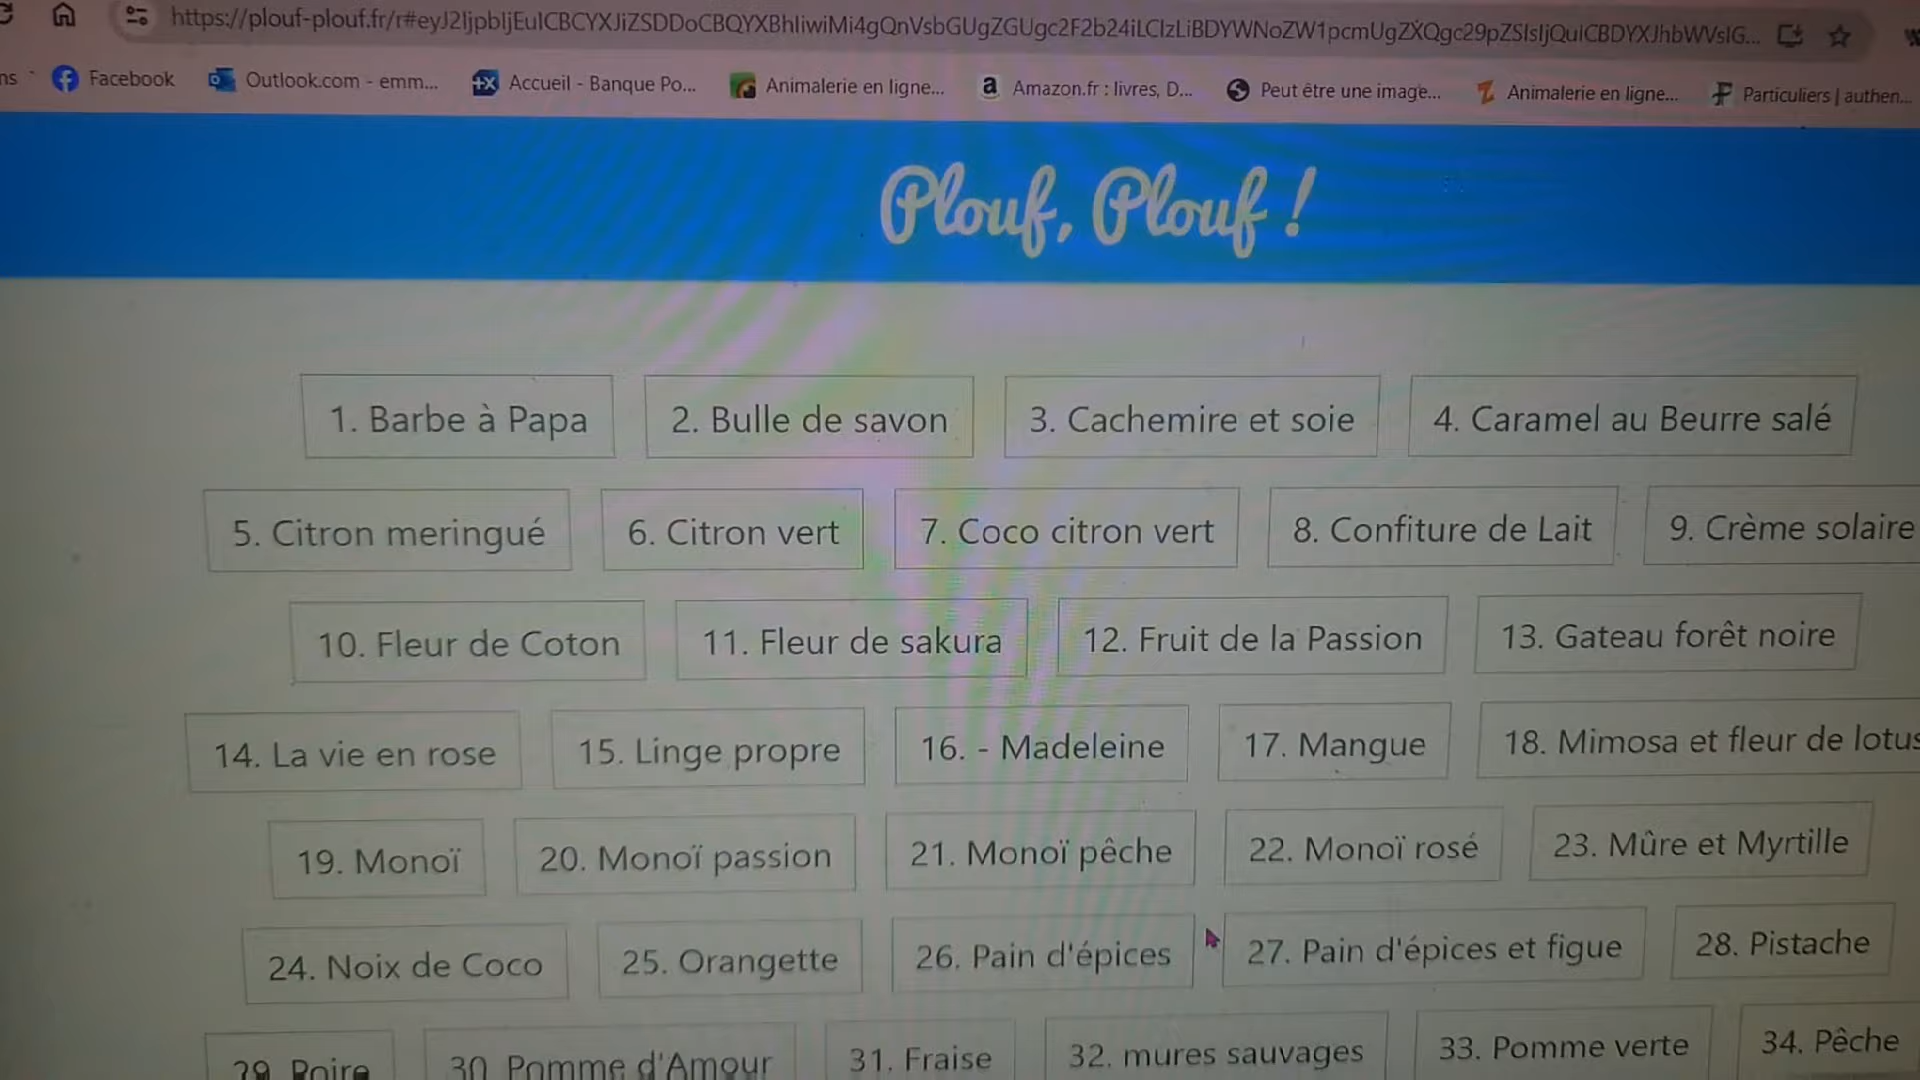 https://plouf-plouf.fr/r#eyJ2IjpbIjEuICBCYXJiZSDDoCBQYXBhIiwiMi4gQnVsbGUgZGUgc2F2b24iLCIzLiBDYWNoZW1pcmUgZXQgc29pZSIsIjQuICBDYXJhbWVsIG...
ns Facebook Outlook.com - emm... Accueil - Banque Po... Animalerie en ligne... Amazon.fr : livres, D... Peut être une image... Animalerie en ligne... Particuliers | authen...
Plouf, Plouf !
1. Barbe à Papa 2. Bulle de savon 3. Cachemire et soie 4. Caramel au Beurre salé
5. Citron meringué 6. Citron vert 7. Coco citron vert 8. Confiture de Lait 9. Crème solaire
10. Fleur de Coton 11. Fleur de sakura 12. Fruit de la Passion 13. Gateau forêt noire
14. La vie en rose 15. Linge propre 16. - Madeleine 17. Mangue 18. Mimosa et fleur de lotus
19. Monoï 20. Monoï passion 21. Monoï pêche 22. Monoï rosé 23. Mûre et Myrtille
24. Noix de Coco 25. Orangette 26. Pain d'épices 27. Pain d'épices et figue 28. Pistache
29. Poire 30. Pomme d'Amour 31. Fraise 32. mures sauvages 33. Pomme verte 34. Pêche